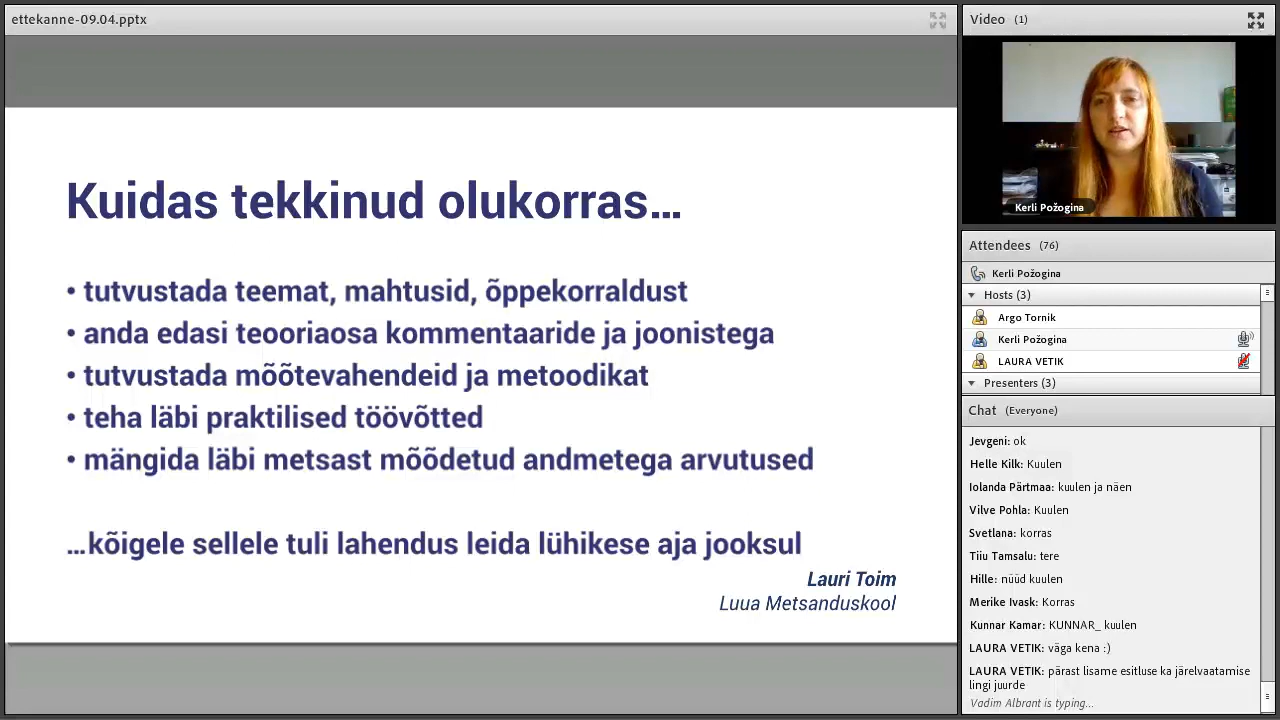 ettekanne-09.04.pptx
Kuidas tekkinud olukorras...
• tutvustada teemat, mahtusid, õppekorraldust
• anda edasi teooriaosa kommentaaride ja joonistega
• tutvustada mõõtevahendeid ja metoodikat
• teha läbi praktilised töövõtted
• mängida läbi metsast mõõdetud andmetega arvutused
...kõigele sellele tuli lahendus leida lühikese aja jooksul
Lauri Toim
Luua Metsanduskool
Video (1)
Kerli Požogina
Attendees (76)
Kerli Požogina
Hosts (3)
Argo Tornik
Kerli Požogina
LAURA VETIK
Presenters (3)
Chat (Everyone)
Jevgeni: ok
Helle Kilk: Kuulen
Iolanda Pärtmaa: kuulen ja näen
Vilve Pohla: Kuulen
Svetlana: korras
Tiiu Tamsalu: tere
Hille: nüüd kuulen
Merike Ivask: Korras
Kunnar Kamar: KUNNAR_ kuulen
LAURA VETIK: väga kena :)
LAURA VETIK: pärast lisame esitluse ka järelvaatamise
lingi juurde
Vadim Albrant is typing...